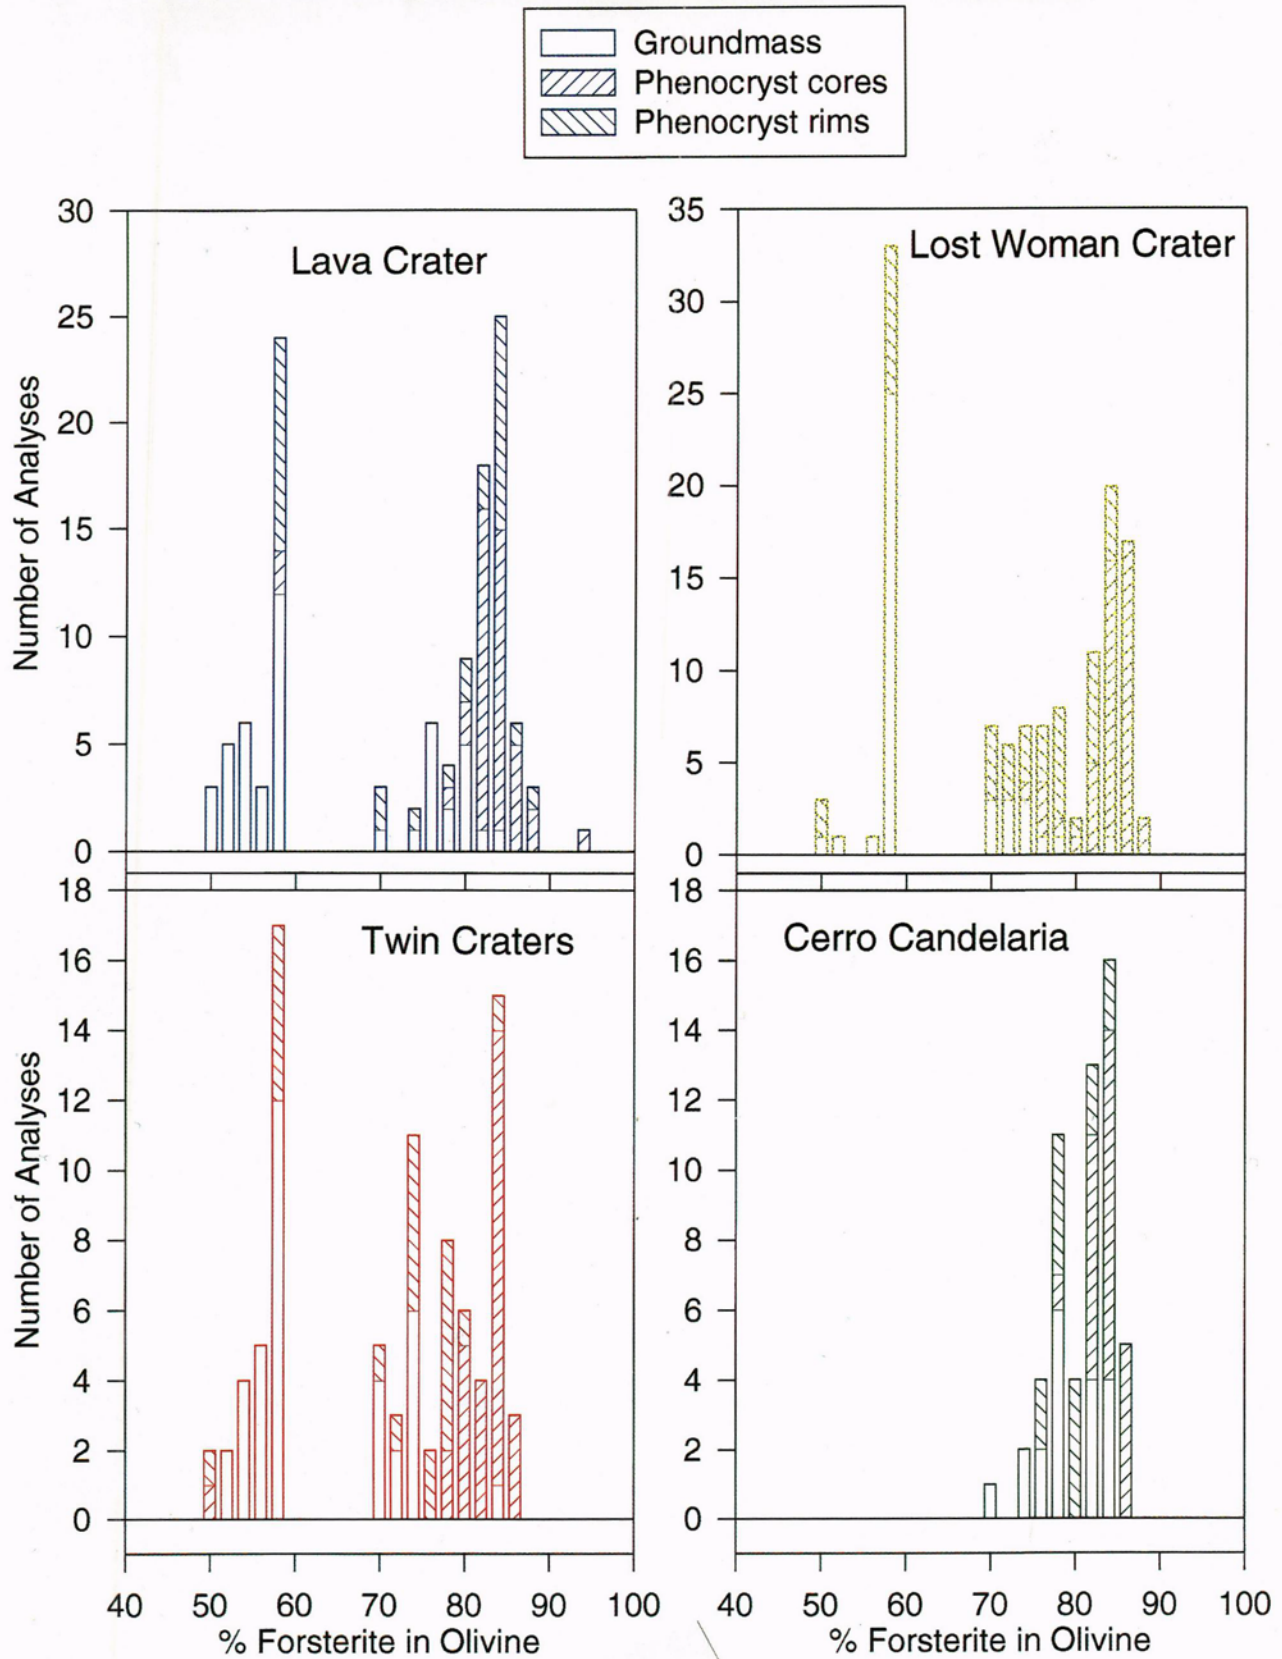 Groundmass
Phenocryst cores
Phenocryst rims
30
25
20
15
10
5
0
Number of Analyses
Lava Crater
35
30
25
20
15
10
5
0
Lost Woman Crater
18
16
14
12
10
8
6
4
2
0
Number of Analyses
Twin Craters
18
16
14
12
10
8
6
4
2
0
Cerro Candelaria
40 50 60 70 80 90 100
% Forsterite in Olivine
40 50 60 70 80 90 100
% Forsterite in Olivine